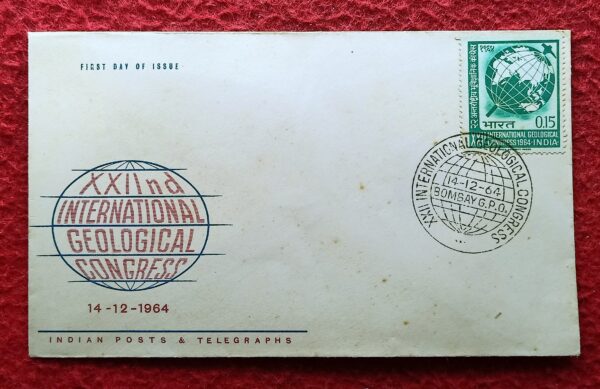 FIRST DAY OF ISSUE
XXIInd
INTERNATIONAL
GEOLOGICAL
CONGRESS
14-12-1964
INDIAN POSTS & TELEGRAPHS
भारत
0.15
INTERNATIONAL GEOLOGICAL
CONGRESS 1964·INDIA
XXII INTERNATIONAL GEOLOGICAL CONGRESS
14-12-64
BOMBAY G.P.O.